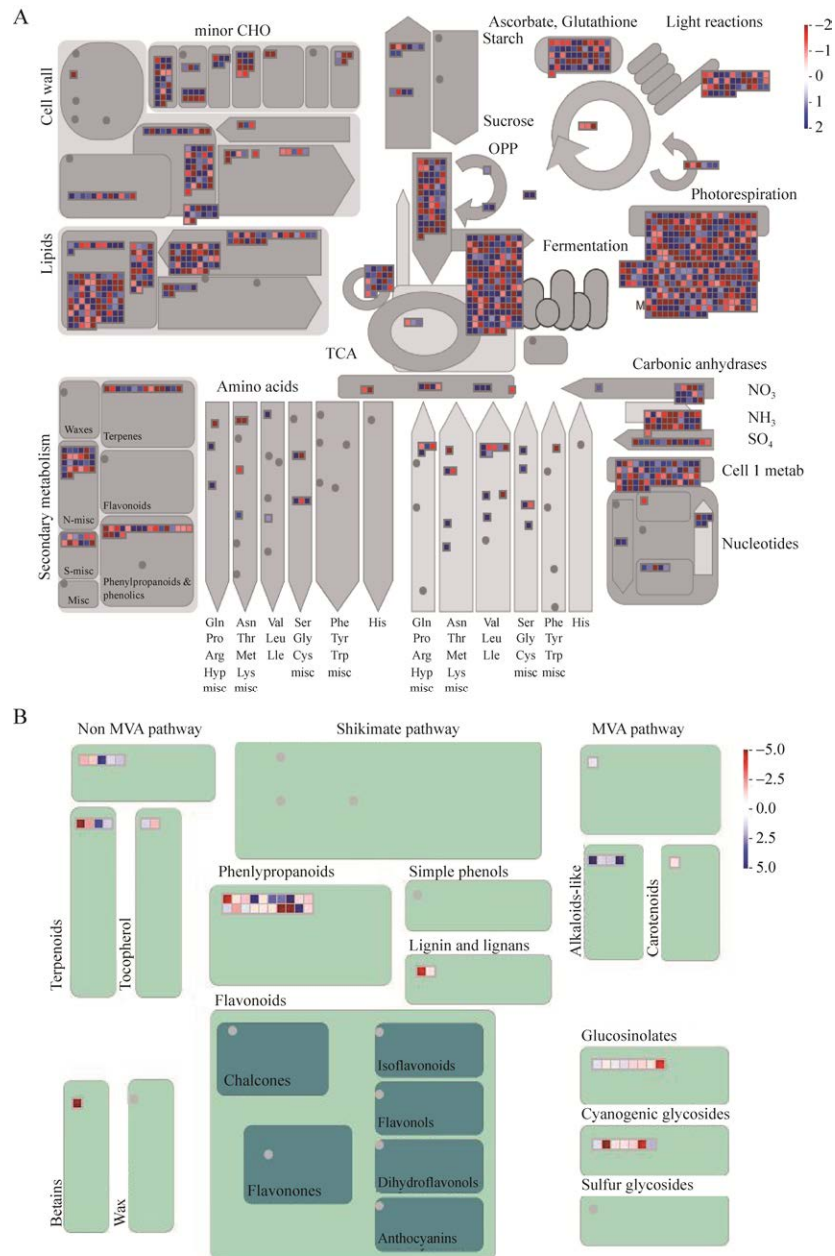 A
minor CHO
Cell wall
Lipids
Starch
Sucrose
OPP
Ascorbate, Glutathione
Light reactions
−2
−1
1
2
Photorespiration
Fermentation
M
TCA
Carbonic anhydrases
NO3
NH3
SO4
Cell 1 metab
Nucleotides
Amino acids
Secondary metabolism
Waxes
Terpenes
N-misc
Flavonoids
S-misc
Phenylpropanoids &
phenolics
Misc
Gln Asn Val Ser Phe His
Pro Thr Leu Gly Tyr
Arg Met Lle Cys Trp
Hyp Lys misc misc
misc misc
Gln Asn Val Ser Phe His
Pro Thr Leu Gly Tyr
Arg Met Lle Cys Trp
Hyp Lys misc misc
misc misc
B
Non MVA pathway
Shikimate pathway
MVA pathway
−5.0
−2.5
0.0
2.5
5.0
Terpenoids
Tocopherol
Phenlypropanoids
Simple phenols
Lignin and lignans
Alkaloids-like
Carotenoids
Flavonoids
Chalcones
Isoflavonoids
Flavonols
Flavonones
Dihydroflavonols
Anthocyanins
Betains
Wax
Glucosinolates
Cyanogenic glycosides
Sulfur glycosides